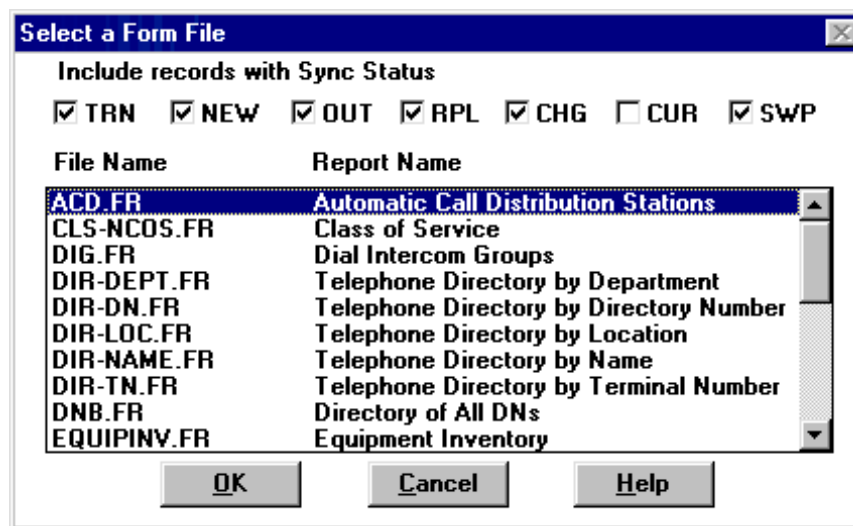 Select a Form File
Include records with Sync Status
TRN NEW OUT RPL CHG CUR SWP
File Name Report Name
ACD.FR Automatic Call Distribution Stations
CLS-NCOS.FR Class of Service
DIG.FR Dial Intercom Groups
DIR-DEPT.FR Telephone Directory by Department
DIR-DN.FR Telephone Directory by Directory Number
DIR-LOC.FR Telephone Directory by Location
DIR-NAME.FR Telephone Directory by Name
DIR-TN.FR Telephone Directory by Terminal Number
DNB.FR Directory of All DNs
EQUIPINV.FR Equipment Inventory
OK Cancel Help